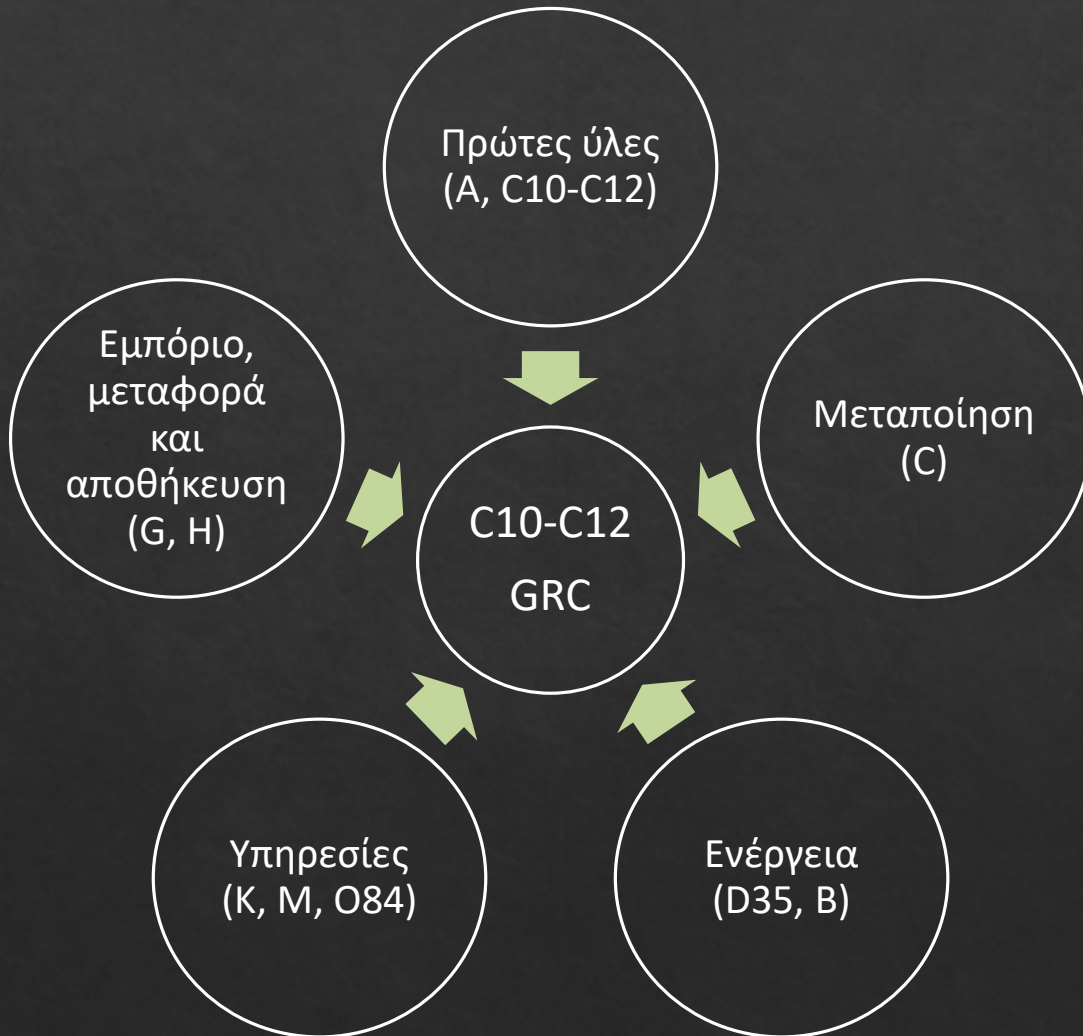 Πρώτες ύλες
(A, C10-C12)
Εμπόριο,
μεταφορά
και
αποθήκευση
(G, H)
Μεταποίηση
(C)
C10-C12
GRC
Υπηρεσίες
(K, M, O84)
Ενέργεια
(D35, B)